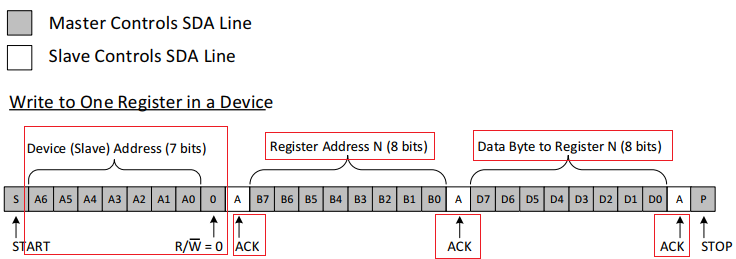 Master Controls SDA Line
Slave Controls SDA Line
Write to One Register in a Device
Device (Slave) Address (7 bits) Register Address N (8 bits) Data Byte to Register N (8 bits)
S A6 A5 A4 A3 A2 A1 A0 0 A B7 B6 B5 B4 B3 B2 B1 B0 A D7 D6 D5 D4 D3 D2 D1 D0 A P
START R/W̅ = 0 ACK ACK ACK STOP